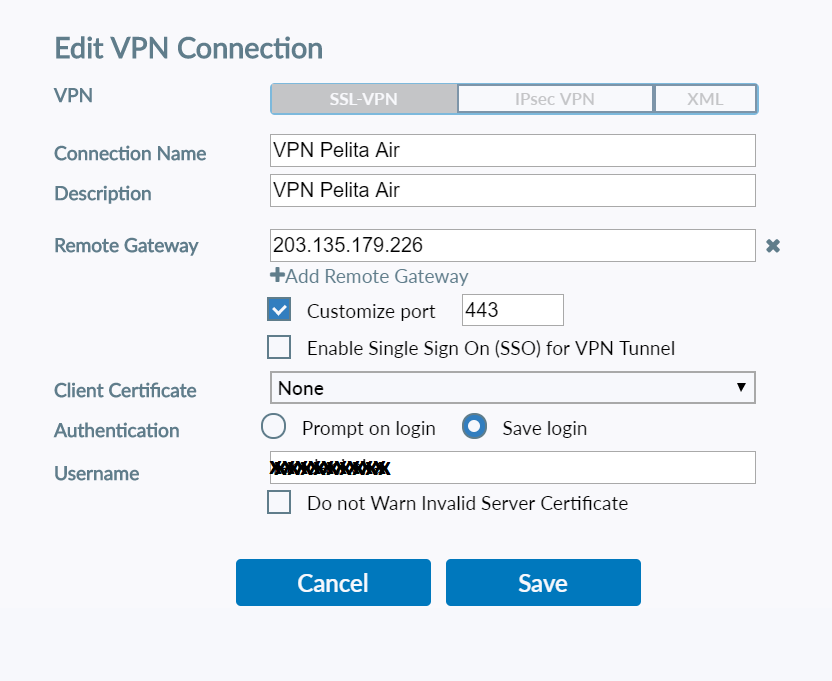 Edit VPN Connection
VPN SSL-VPN IPsec VPN XML
Connection Name VPN Pelita Air
Description VPN Pelita Air
Remote Gateway 203.135.179.226
Add Remote Gateway
Customize port 443
Enable Single Sign On (SSO) for VPN Tunnel
Client Certificate None
Authentication Prompt on login Save login
Username
Do not Warn Invalid Server Certificate
Cancel Save